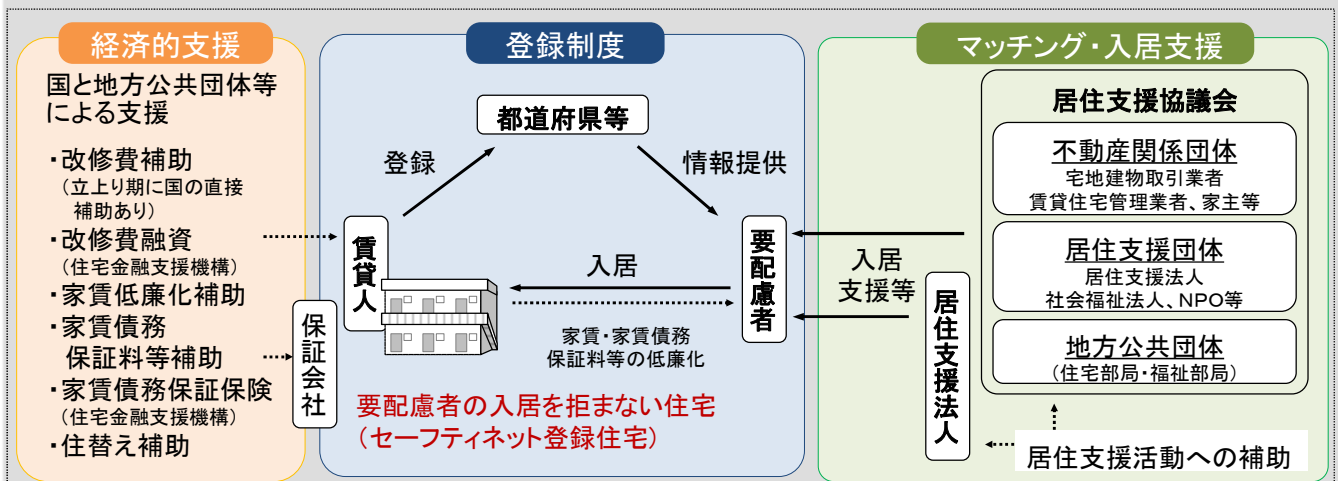 経済的支援
国と地方公共団体等
による支援
・改修費補助
（立上り期に国の直接
補助あり）
・改修費融資
（住宅金融支援機構）
・家賃低廉化補助
・家賃債務
保証料等補助
・家賃債務保証保険
（住宅金融支援機構）
・住替え補助
保証会社
登録制度
都道府県等
登録
情報提供
賃貸人
要配慮者
入居
家賃・家賃債務
保証料等の低廉化
要配慮者の入居を拒まない住宅
（セーフティネット登録住宅）
マッチング・入居支援
入居
支援等
居住支援法人
居住支援協議会
不動産関係団体
宅地建物取引業者
賃貸住宅管理業者、家主等
居住支援団体
居住支援法人
社会福祉法人、NPO等
地方公共団体
（住宅部局・福祉部局）
居住支援活動への補助